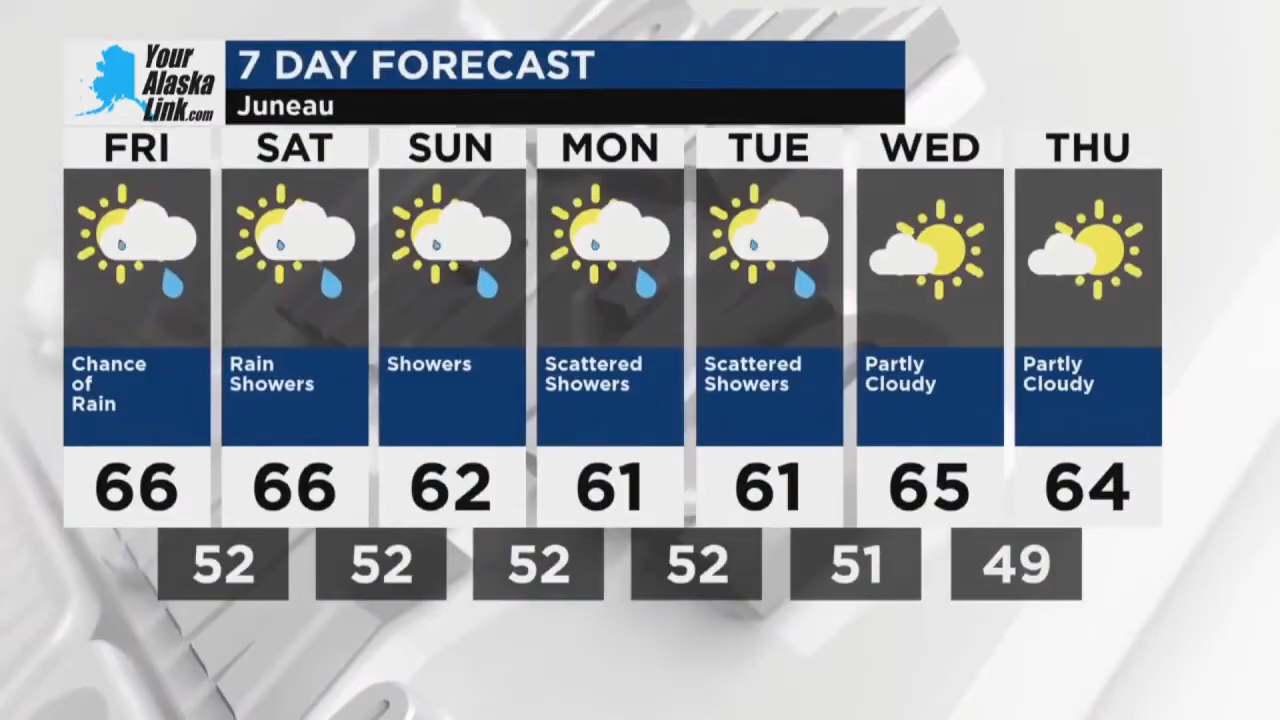 Your
Alaska
Link.com
7 DAY FORECAST
Juneau
FRI SAT SUN MON TUE WED THU
Chance
of
Rain
Rain
Showers
Showers
Scattered
Showers
Scattered
Showers
Partly
Cloudy
Partly
Cloudy
66 66 62 61 61 65 64
52 52 52 52 51 49